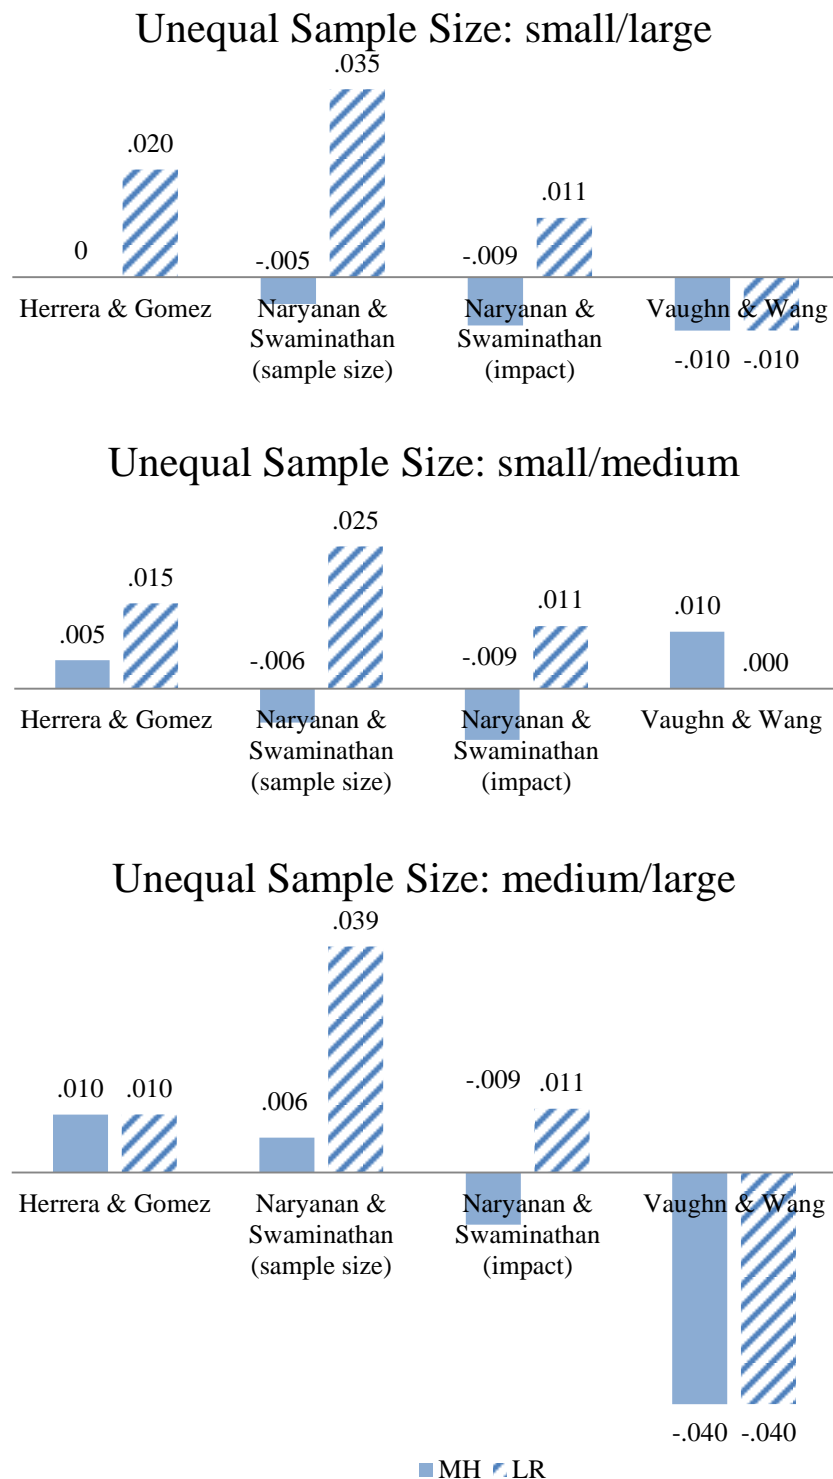 Unequal Sample Size: small/large
.035
.020
.011
0
-.005
-.009
Herrera & Gomez
Naryanan &
Swaminathan
(sample size)
Naryanan &
Swaminathan
(impact)
Vaughn & Wang
-.010 -.010
Unequal Sample Size: small/medium
.025
.015
.011
.010
.005
-.006
-.009
.000
Herrera & Gomez
Naryanan &
Swaminathan
(sample size)
Naryanan &
Swaminathan
(impact)
Vaughn & Wang
Unequal Sample Size: medium/large
.039
.010 .010
.006
-.009
.011
Herrera & Gomez
Naryanan &
Swaminathan
(sample size)
Naryanan &
Swaminathan
(impact)
Vaughn & Wang
-.040 -.040
MH LR